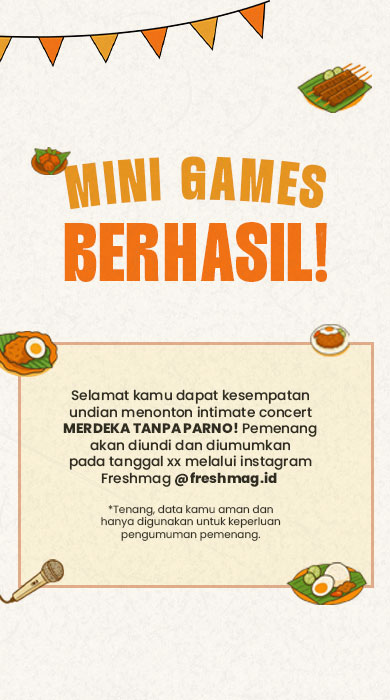 MINI GAMES
BERHASIL!
Selamat kamu dapat kesempatan
undian menonton intimate concert
MERDEKA TANPA PARNO! Pemenang
akan diundi dan diumumkan
pada tanggal xx melalui instagram
Freshmag @freshmag.id
*Tenang, data kamu aman dan
hanya digunakan untuk keperluan
pengumuman pemenang.